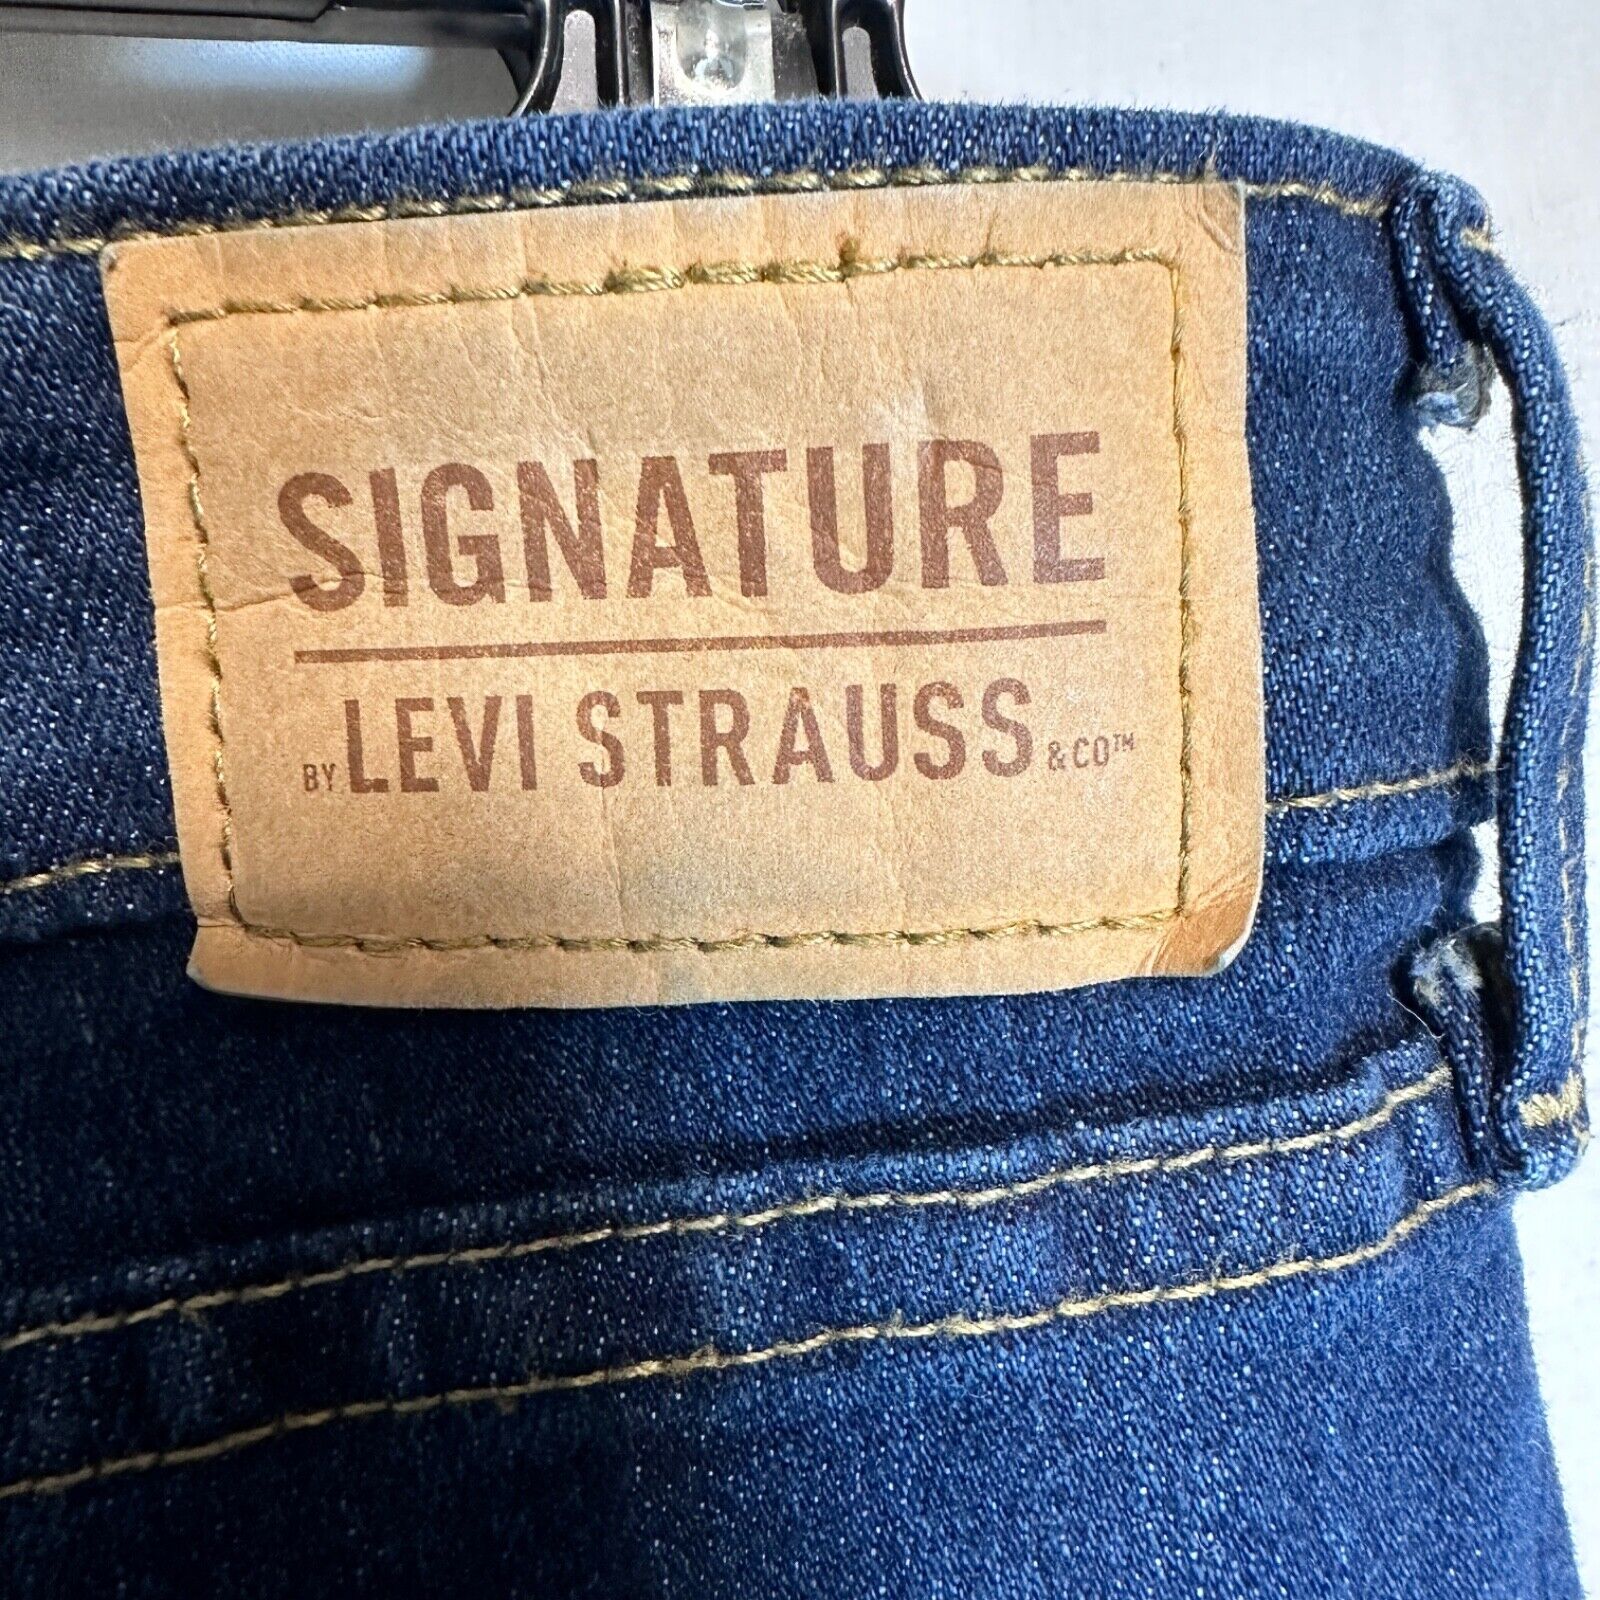 SIGNATURE
BY LEVI STRAUSS & CO™